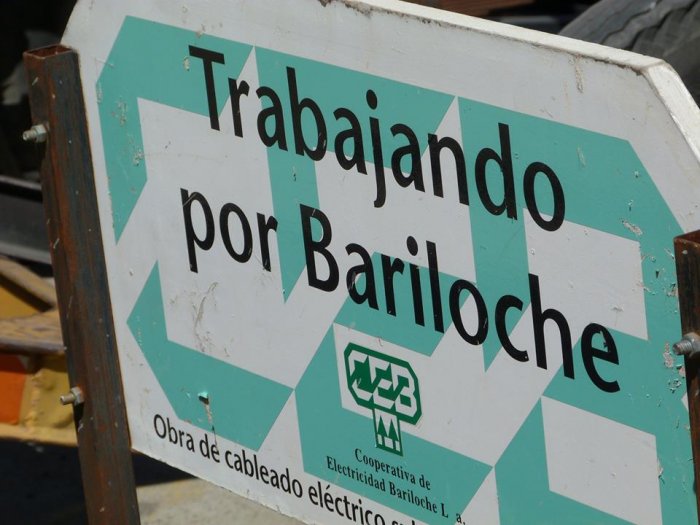 Trabajando
por Bariloche
CEB
Cooperativa de
Electricidad Bariloche L a.
Obra de cableado eléctrico